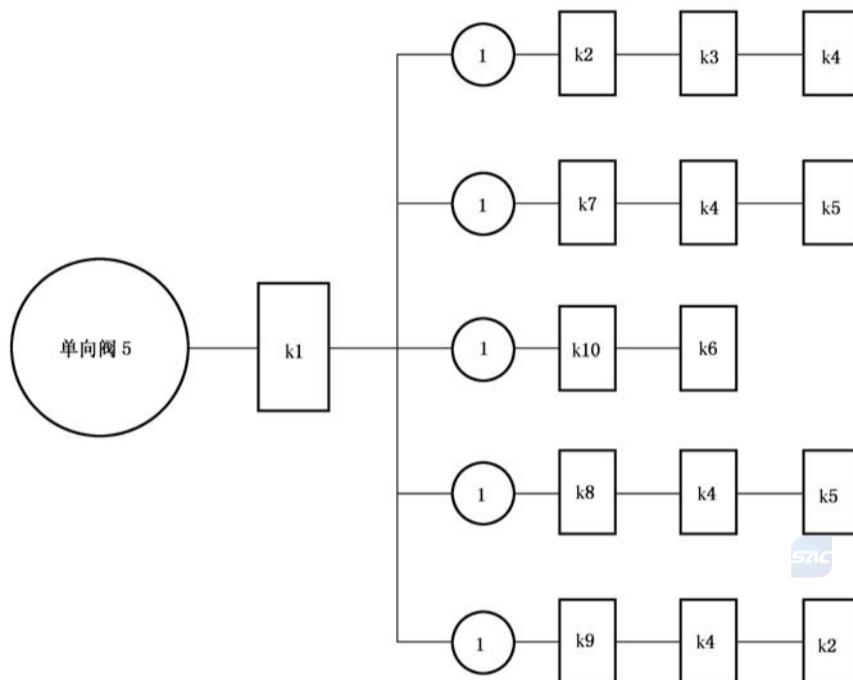 1 k2 k3 k4
1 k7 k4 k5
单向阀 5 k1 1 k10 k6
1 k8 k4 k5
SAC
1 k9 k4 k2